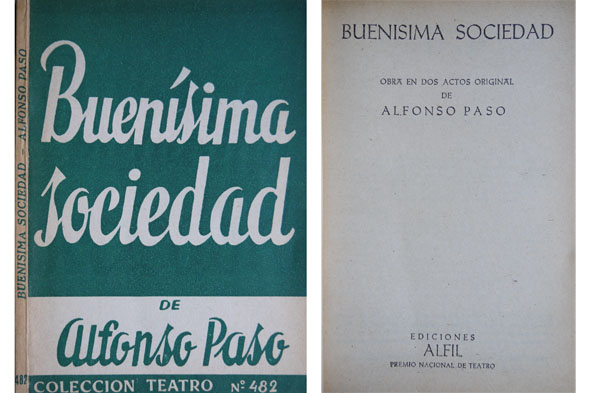 BUENISIMA SOCIEDAD - ALFONSO PASO
482
Buenísima
sociedad
DE
Alfonso Paso
COLECCION TEATRO Nº 482
BUENISIMA SOCIEDAD
OBRA EN DOS ACTOS ORIGINAL
DE
ALFONSO PASO
EDICIONES
ALFIL
PREMIO NACIONAL DE TEATRO